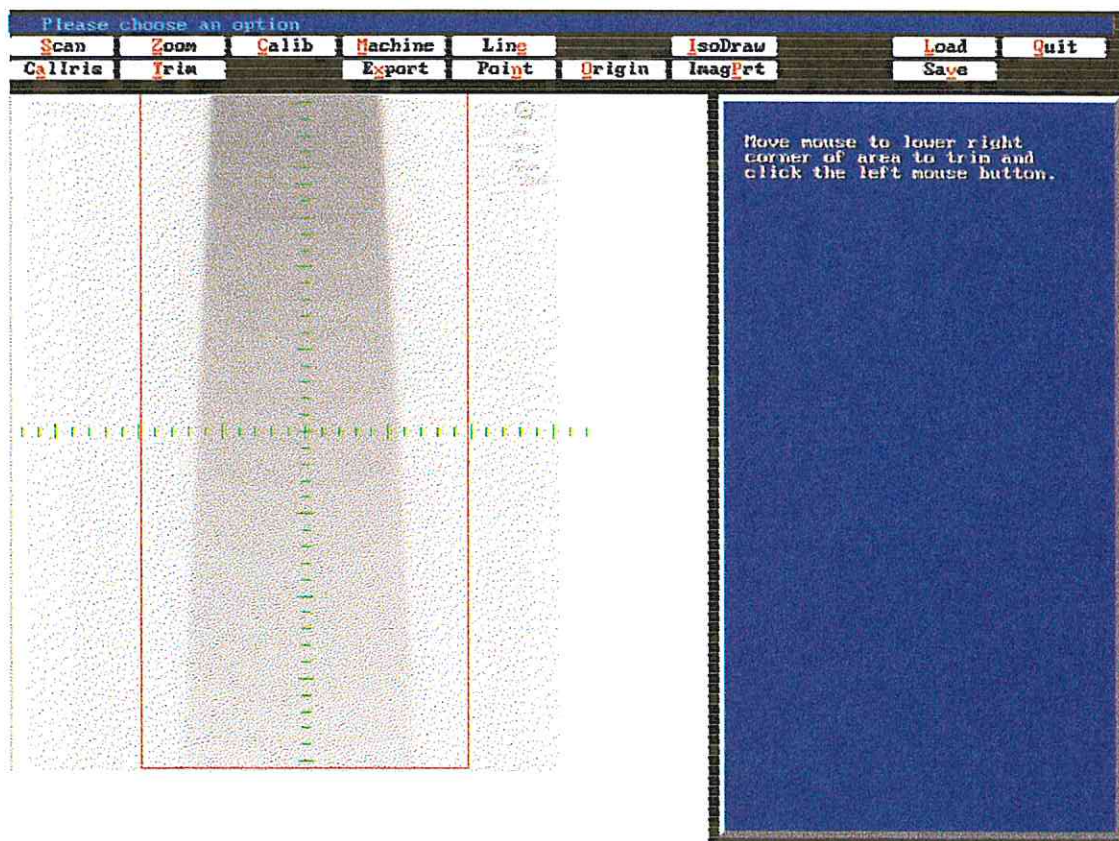 Please choose an option
Scan Zoom Calib Machine Line IsoDraw Load Quit
CalIris Trim Export Point Origin ImagPrt Save
Move mouse to lower right
corner of area to trim and
click the left mouse button.